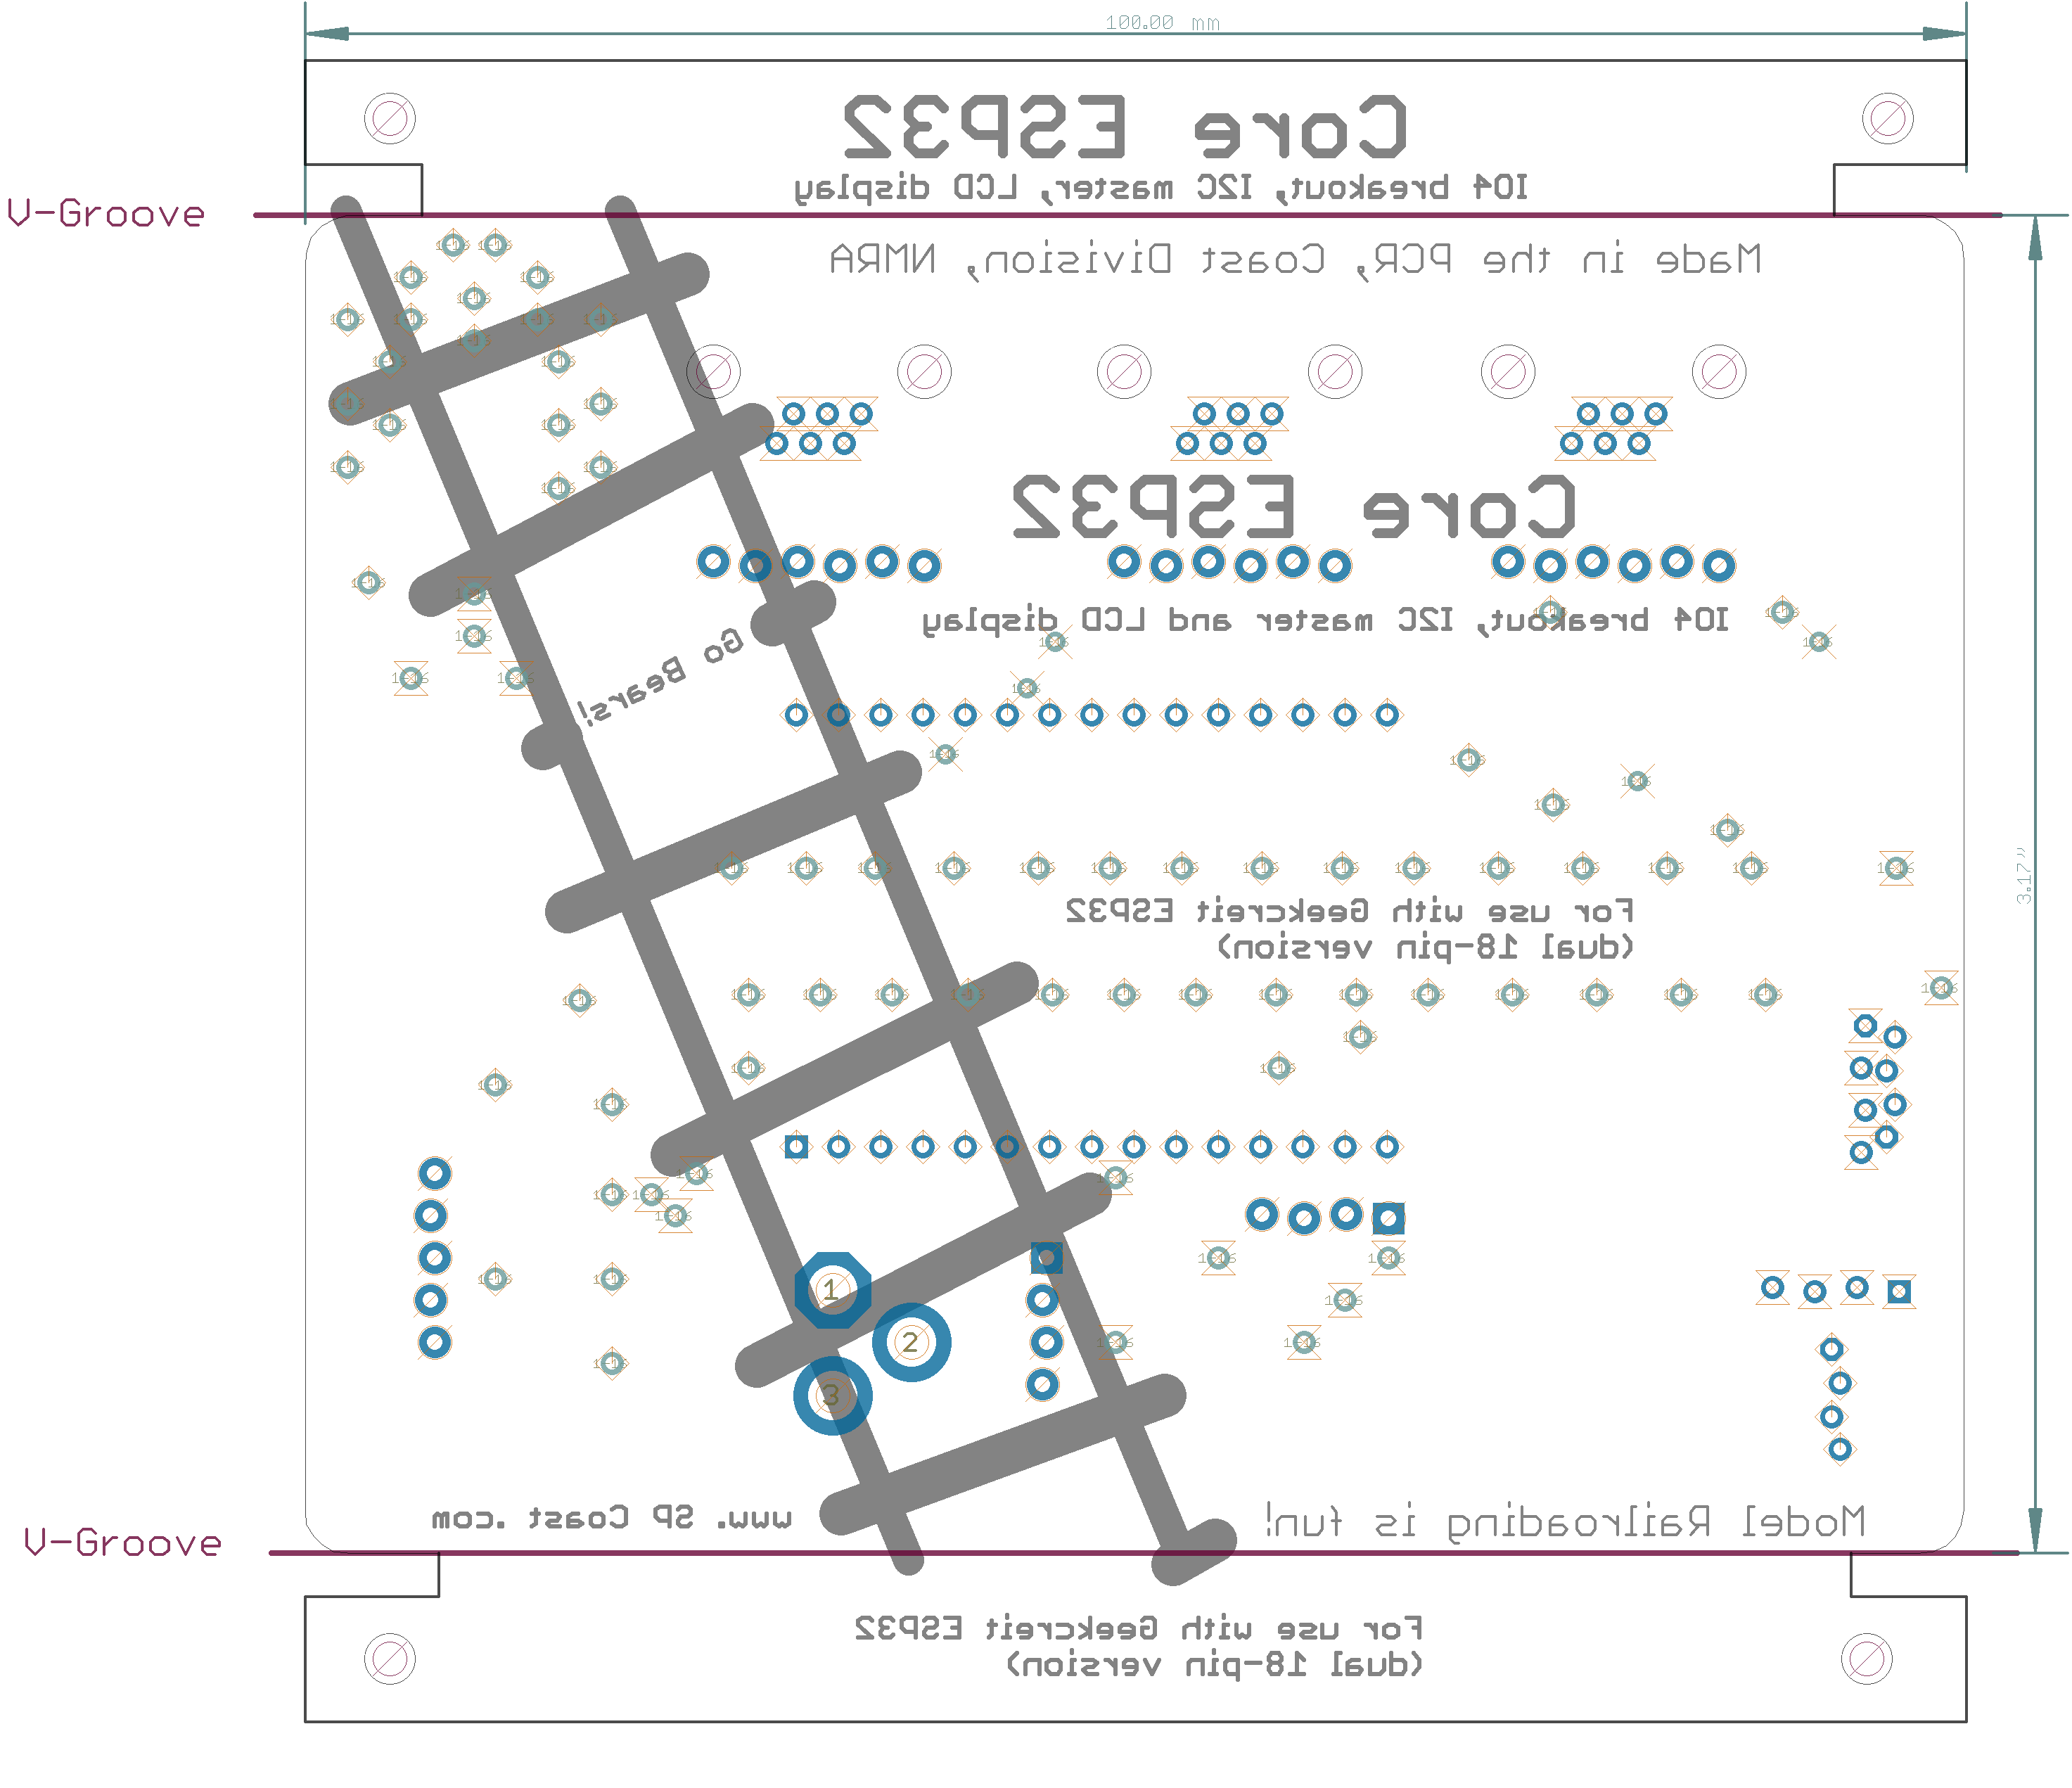 100.00 mm
Core ESP32
IO4 breakout, I2C master, LCD display
V-Groove
Made in the PCR, Coast Division, NMRA
Core ESP32
IO4 breakout, I2C master and LCD display
Go Bears!
3.17"
For use with Geekcreit ESP32
(dual 18-pin version)
1
2
3
www. SP Coast .com
Model Railroading is fun!
V-Groove
For use with Geekcreit ESP32
(dual 18-pin version)